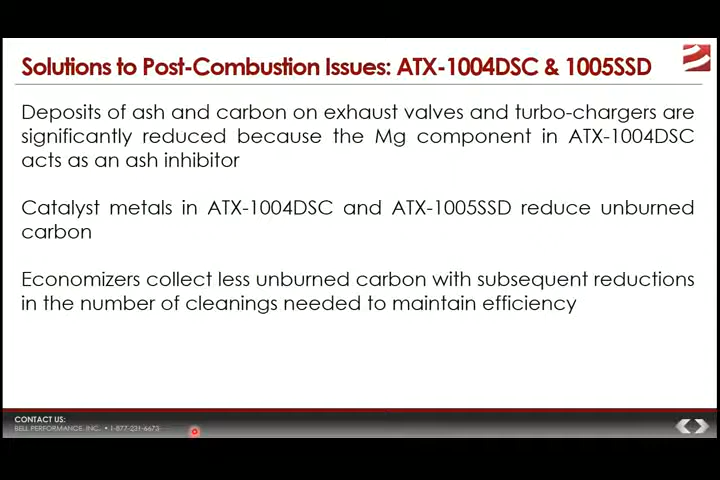 Solutions to Post-Combustion Issues: ATX-1004DSC & 1005SSD
Deposits of ash and carbon on exhaust valves and turbo-chargers are
significantly reduced because the Mg component in ATX-1004DSC
acts as an ash inhibitor
Catalyst metals in ATX-1004DSC and ATX-1005SSD reduce unburned
carbon
Economizers collect less unburned carbon with subsequent reductions
in the number of cleanings needed to maintain efficiency
CONTACT US:
BELL PERFORMANCE, INC. • 1-877-231-6673